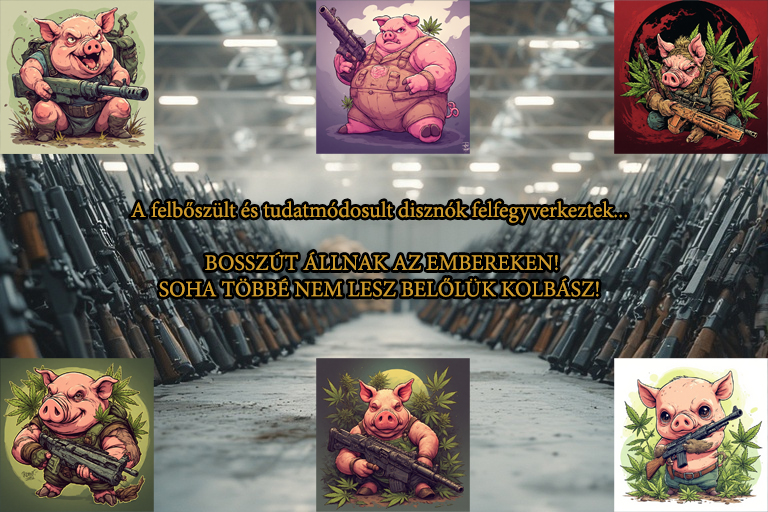 A felbőszült és tudatmódosult disznók felfegyverkeztek...
BOSSZÚT ÁLLNAK AZ EMBEREKEN!
SOHA TÖBBÉ NEM LESZ BELŐLÜK KOLBÁSZ!